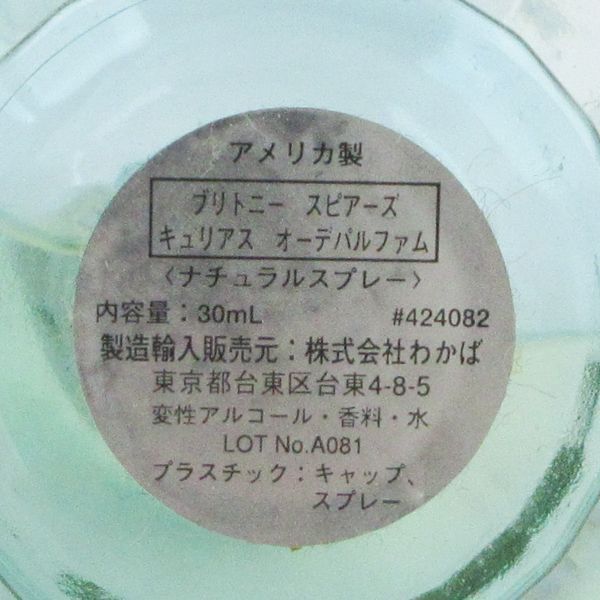 アメリカ製
ブリトニー　スピアーズ
キュリアス　オーデパルファム
〈ナチュラルスプレー〉
内容量：30mL　#424082
製造輸入販売元：株式会社わかば
東京都台東区台東4-8-5
変性アルコール・香料・水
LOT No.A081
プラスチック：キャップ、
スプレー